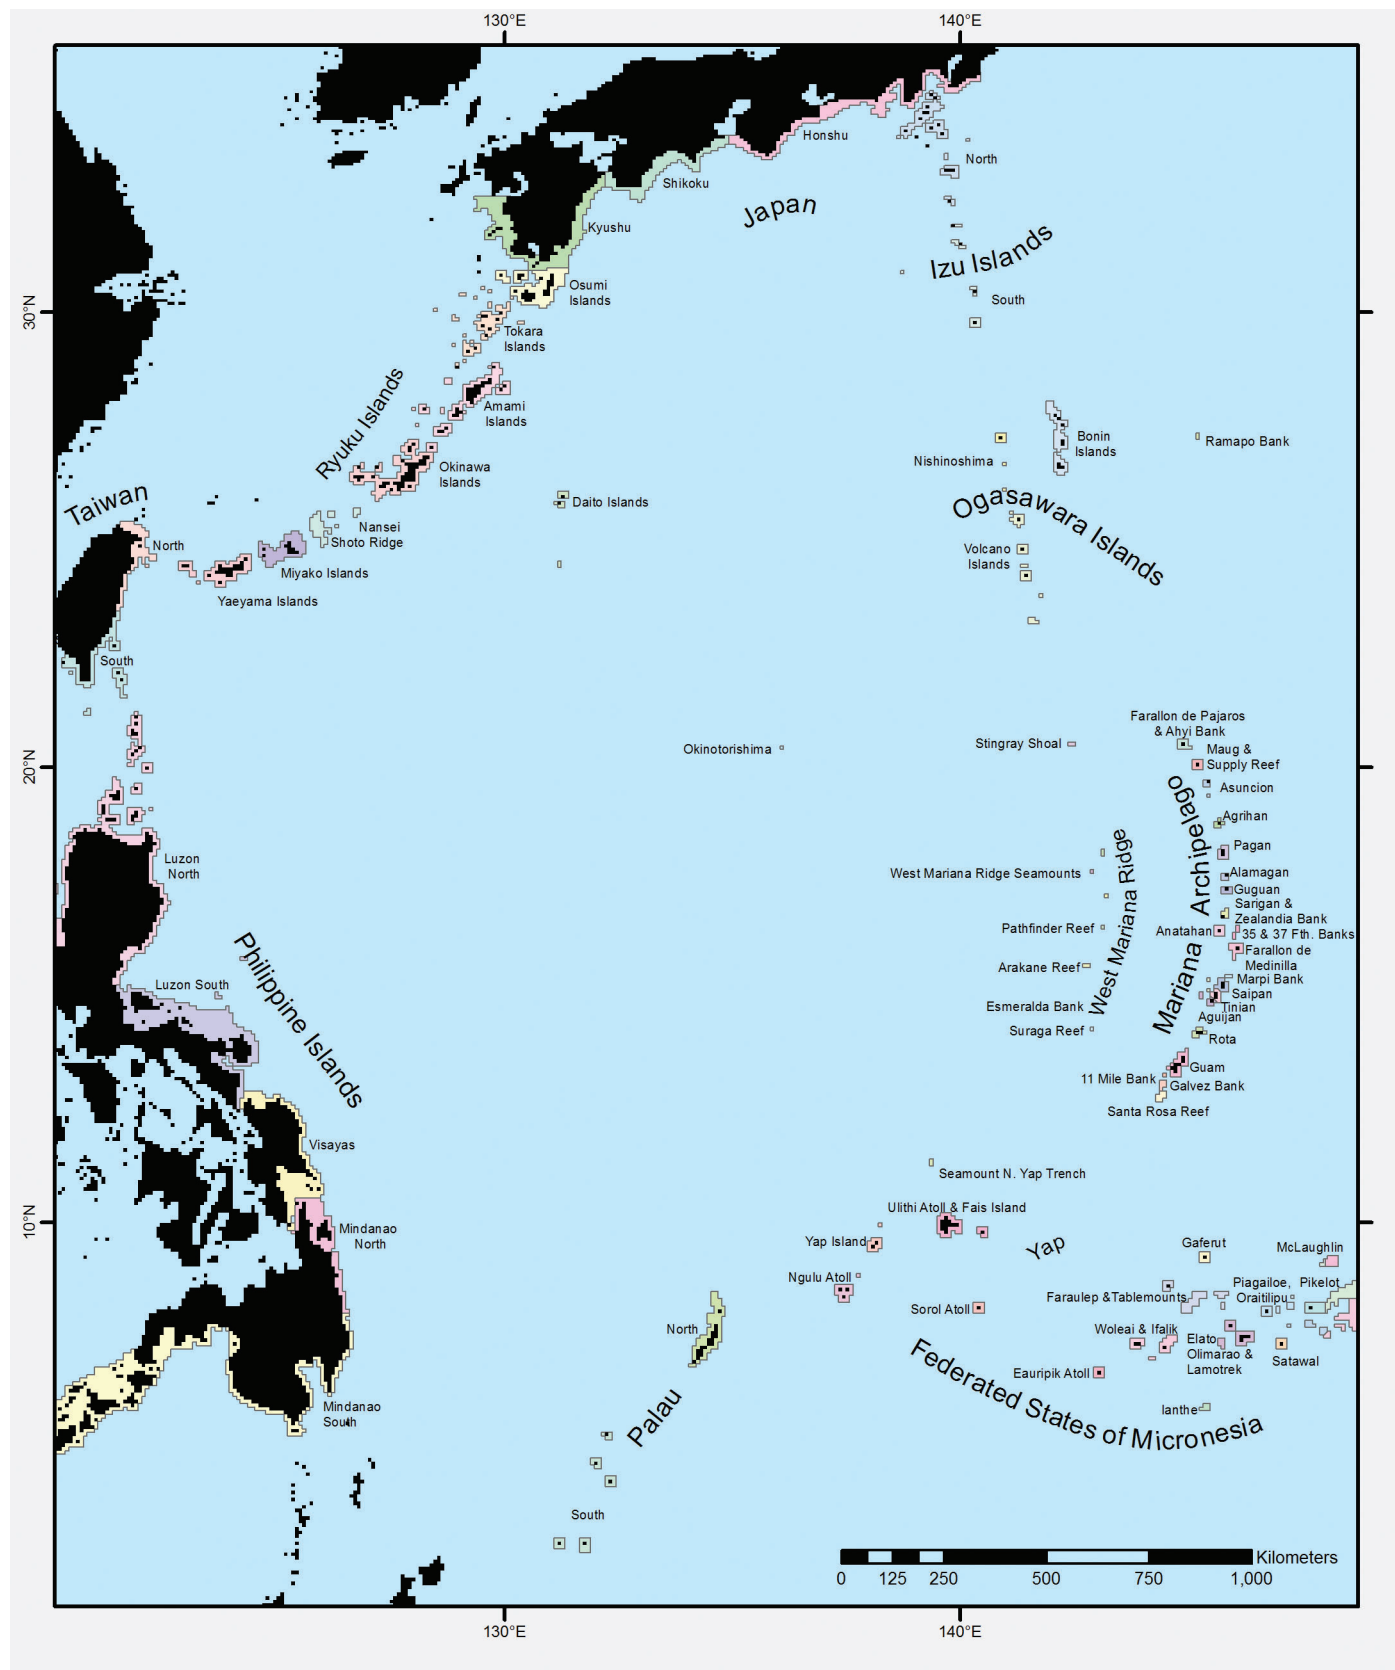 130°E
140°E
Honshu
North
Shikoku
Japan
Kyushu
Izu Islands
Osumi
Islands
South
30°N
30°N
Tokara
Islands
Ryuku Islands
Amami
Islands
Bonin
Islands
Ramapo Bank
Nishinoshima
Okinawa
Islands
Taiwan
Daito Islands
Ogasawara Islands
Nansei
Shoto Ridge
North
Volcano
Islands
Miyako Islands
Yaeyama Islands
South
Farallon de Pajaros
& Ahyi Bank
Okinotorishima
Stingray Shoal
Maug &
Supply Reef
20°N
Asuncion
Agrihan
Mariana Archipelago
Pagan
Luzon
North
West Mariana Ridge
West Mariana Ridge Seamounts
Alamagan
Guguan
Sarigan &
Zealandia Bank
Pathfinder Reef
Anatahan
35 & 37 Fth. Banks
Philippine Islands
Farallon de
Medinilla
Arakane Reef
Luzon South
Marpi Bank
Saipan
Esmeralda Bank
Tinian
Aguijan
Suraga Reef
Rota
Guam
11 Mile Bank
Galvez Bank
Santa Rosa Reef
Visayas
Seamount N. Yap Trench
Ulithi Atoll & Fais Island
10°N
Mindanao
North
Yap Island
Yap
Gaferut
McLaughlin
Ngulu Atoll
Piagailoe,
Oraitilipu
Pikelot
Faraulep &Tablemounts
Sorol Atoll
North
Woleai & Ifalik
Elato
Olimarao &
Lamotrek
Satawal
Eauripik Atoll
Federated States of Micronesia
Mindanao
South
Palau
Ianthe
South
Kilometers
0
125
250
500
750
1,000
130°E
140°E